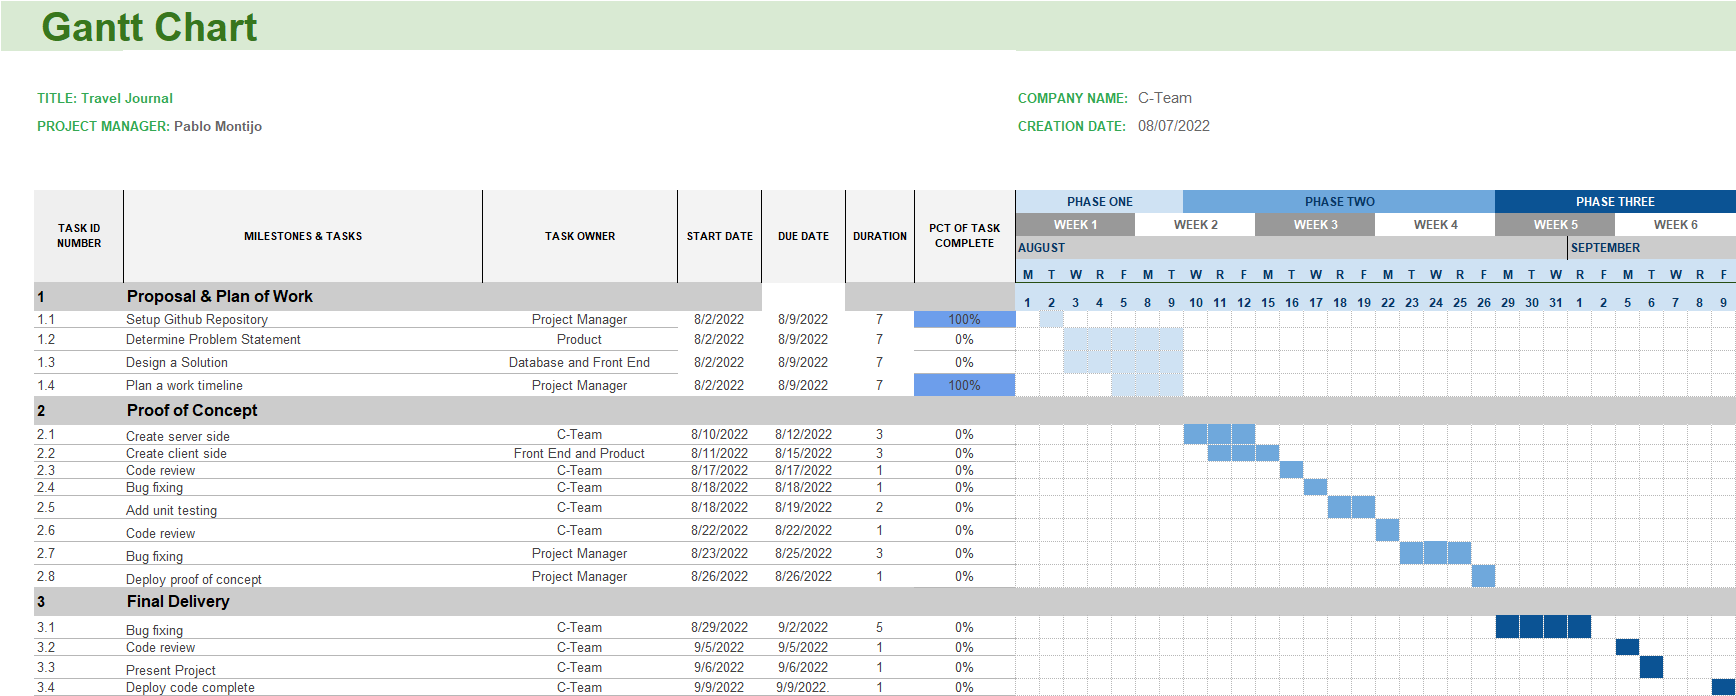 Gantt Chart
TITLE: Travel Journal COMPANY NAME: C-Team
PROJECT MANAGER: Pablo Montijo CREATION DATE: 08/07/2022
PHASE ONE PHASE TWO PHASE THREE
TASK ID NUMBER MILESTONES & TASKS TASK OWNER START DATE DUE DATE DURATION PCT OF TASK COMPLETE
WEEK 1 WEEK 2 WEEK 3 WEEK 4 WEEK 5 WEEK 6
AUGUST SEPTEMBER
M T W R F M T W R F M T W R F M T W R F M T W R F M T W R F
1 Proposal & Plan of Work 1 2 3 4 5 8 9 10 11 12 15 16 17 18 19 22 23 24 25 26 29 30 31 1 2 5 6 7 8 9
1.1 Setup Github Repository Project Manager 8/2/2022 8/9/2022 7 100%
1.2 Determine Problem Statement Product 8/2/2022 8/9/2022 7 0%
1.3 Design a Solution Database and Front End 8/2/2022 8/9/2022 7 0%
1.4 Plan a work timeline Project Manager 8/2/2022 8/9/2022 7 100%
2 Proof of Concept
2.1 Create server side C-Team 8/10/2022 8/12/2022 3 0%
2.2 Create client side Front End and Product 8/11/2022 8/15/2022 3 0%
2.3 Code review C-Team 8/17/2022 8/17/2022 1 0%
2.4 Bug fixing C-Team 8/18/2022 8/18/2022 1 0%
2.5 Add unit testing C-Team 8/18/2022 8/19/2022 2 0%
2.6 Code review C-Team 8/22/2022 8/22/2022 1 0%
2.7 Bug fixing Project Manager 8/23/2022 8/25/2022 3 0%
2.8 Deploy proof of concept Project Manager 8/26/2022 8/26/2022 1 0%
3 Final Delivery
3.1 Bug fixing C-Team 8/29/2022 9/2/2022 5 0%
3.2 Code review C-Team 9/5/2022 9/5/2022 1 0%
3.3 Present Project C-Team 9/6/2022 9/6/2022 1 0%
3.4 Deploy code complete C-Team 9/9/2022 9/9/2022. 1 0%